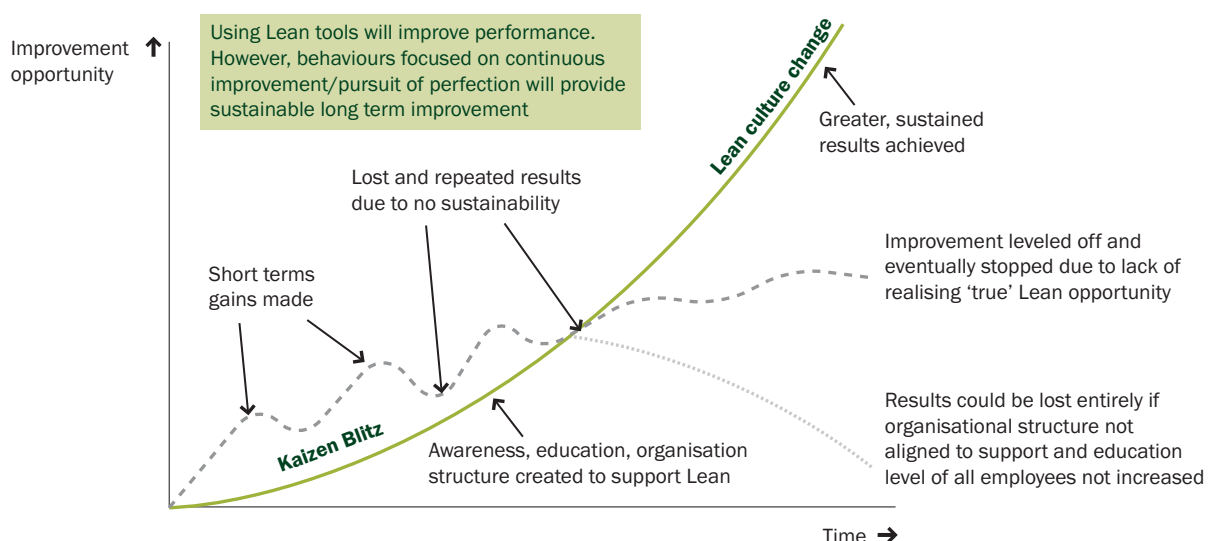 Improvement
opportunity
Using Lean tools will improve performance.
However, behaviours focused on continuous
improvement/pursuit of perfection will provide
sustainable long term improvement
Lean culture change
Greater, sustained
results achieved
Lost and repeated results
due to no sustainability
Short terms
gains made
Improvement leveled off and
eventually stopped due to lack of
realising ‘true’ Lean opportunity
Kaizen Blitz
Awareness, education, organisation
structure created to support Lean
Results could be lost entirely if
organisational structure not
aligned to support and education
level of all employees not increased
Time